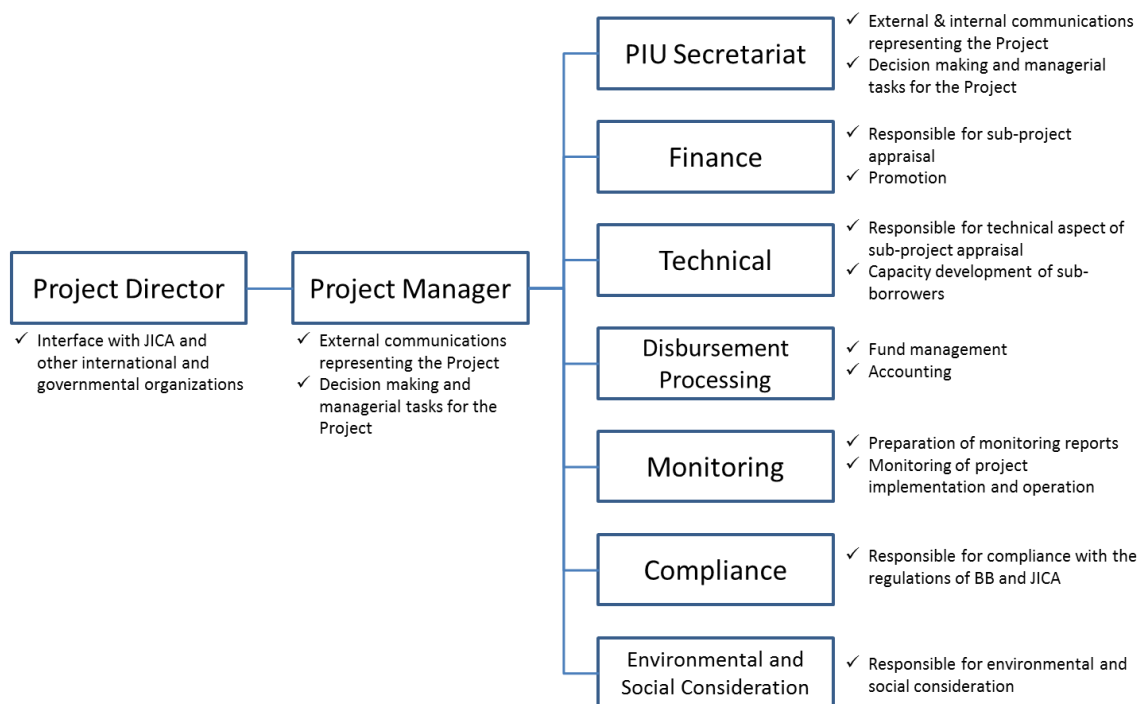 Project Director
✓ Interface with JICA and
other international and
governmental organizations
Project Manager
✓ External communications
representing the Project
✓ Decision making and
managerial tasks for the
Project
PIU Secretariat
✓ External & internal communications
representing the Project
✓ Decision making and managerial
tasks for the Project
Finance
✓ Responsible for sub-project
appraisal
✓ Promotion
Technical
✓ Responsible for technical aspect of
sub-project appraisal
✓ Capacity development of sub-
borrowers
Disbursement
Processing
✓ Fund management
✓ Accounting
Monitoring
✓ Preparation of monitoring reports
✓ Monitoring of project
implementation and operation
Compliance
✓ Responsible for compliance with the
regulations of BB and JICA
Environmental and
Social Consideration
✓ Responsible for environmental and
social consideration